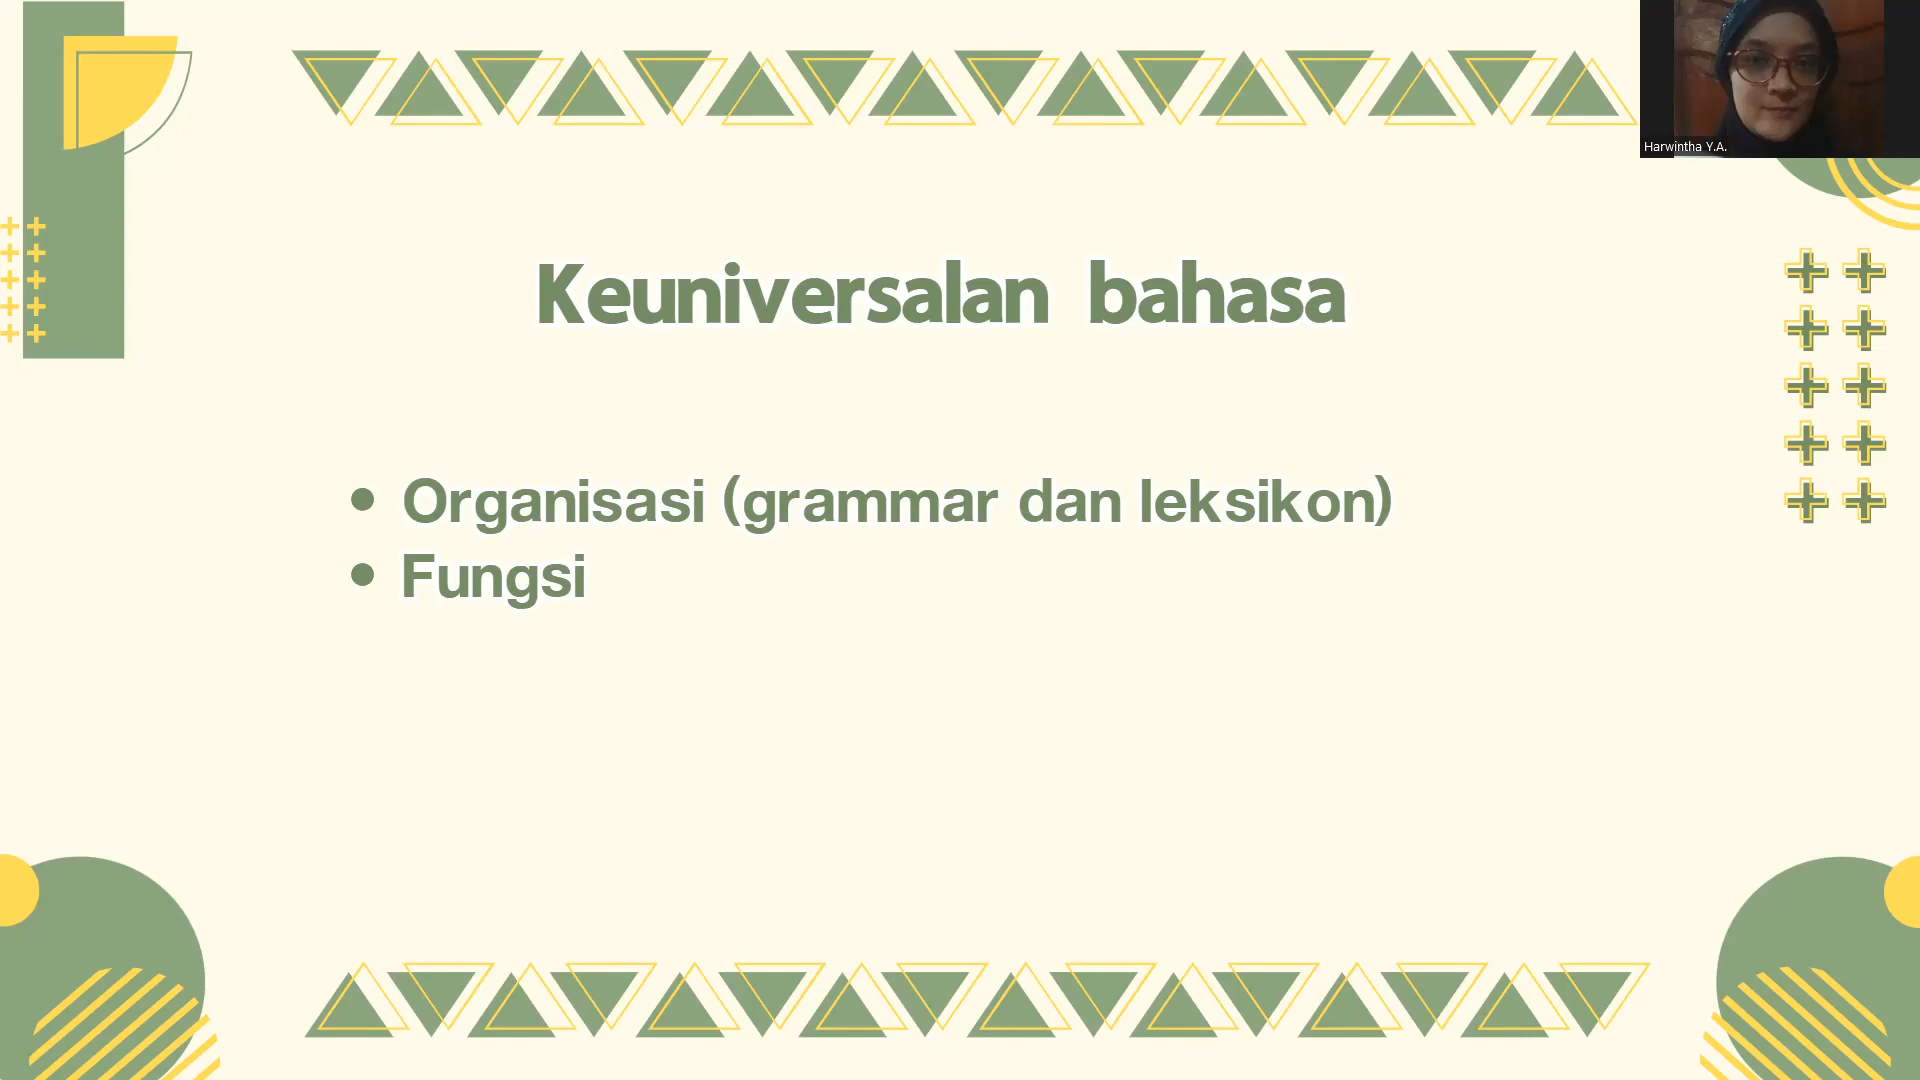 Harwintha Y.A.
Keuniversalan bahasa
• Organisasi (grammar dan leksikon)
• Fungsi